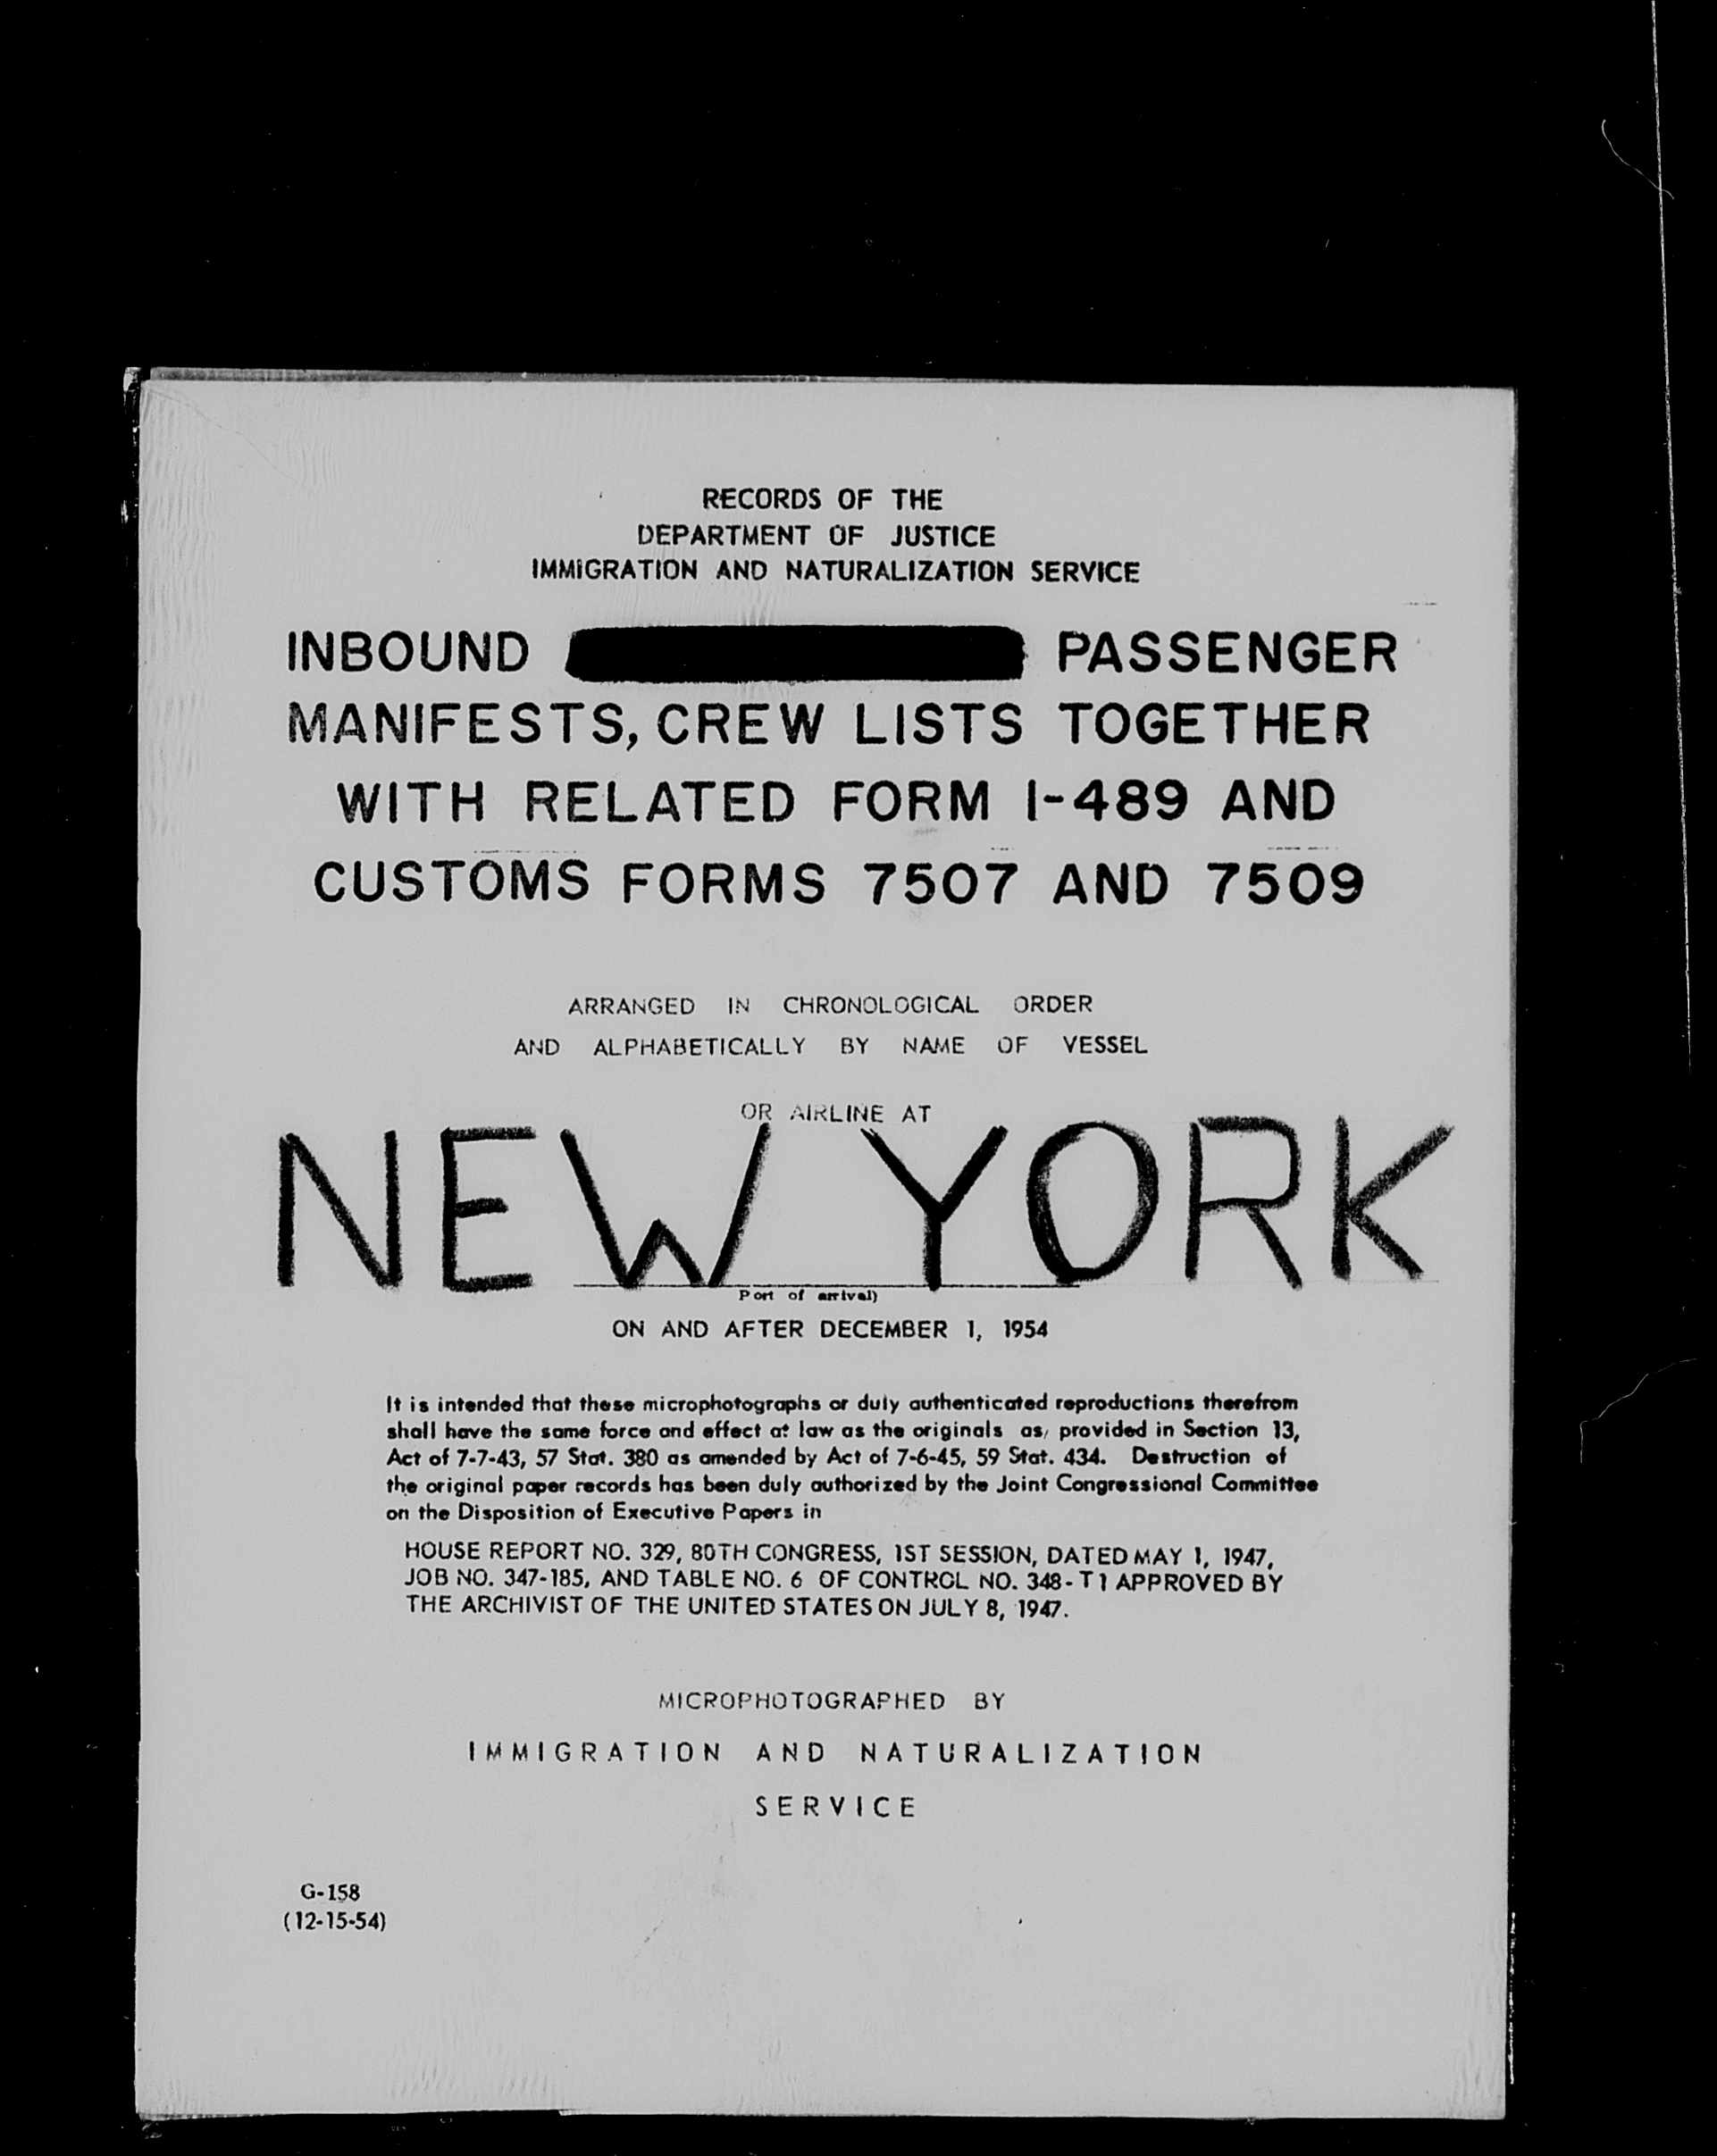 RECORDS OF THE
DEPARTMENT OF JUSTICE
IMMIGRATION AND NATURALIZATION SERVICE
INBOUND PASSENGER
MANIFESTS, CREW LISTS TOGETHER
WITH RELATED FORM I-489 AND
CUSTOMS FORMS 7507 AND 7509
ARRANGED IN CHRONOLOGICAL ORDER
AND ALPHABETICALLY BY NAME OF VESSEL
OR AIRLINE AT
NEW YORK
Port of arrival)
ON AND AFTER DECEMBER 1, 1954
It is intended that these microphotographs or duly authenticated reproductions therefrom
shall have the same force and effect at law as the originals as, provided in Section 13,
Act of 7-7-43, 57 Stat. 380 as amended by Act of 7-6-45, 59 Stat. 434. Destruction of
the original paper records has been duly authorized by the Joint Congressional Committee
on the Disposition of Executive Papers in
HOUSE REPORT NO. 329, 80TH CONGRESS, 1ST SESSION, DATED MAY 1, 1947,
JOB NO. 347-185, AND TABLE NO. 6 OF CONTROL NO. 348-T1 APPROVED BY
THE ARCHIVIST OF THE UNITED STATES ON JULY 8, 1947.
MICROPHOTOGRAPHED BY
IMMIGRATION AND NATURALIZATION
SERVICE
G-158
(12-15-54)